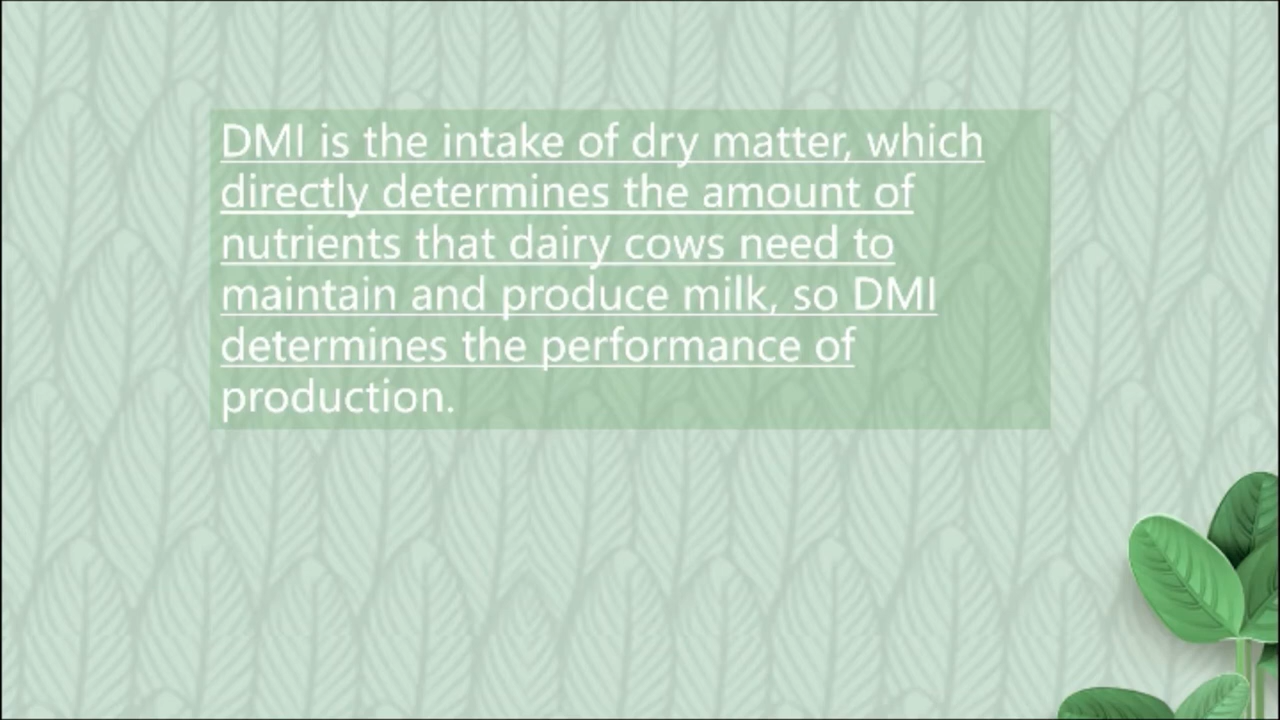 DMI is the intake of dry matter, which
directly determines the amount of
nutrients that dairy cows need to
maintain and produce milk, so DMI
determines the performance of
production.